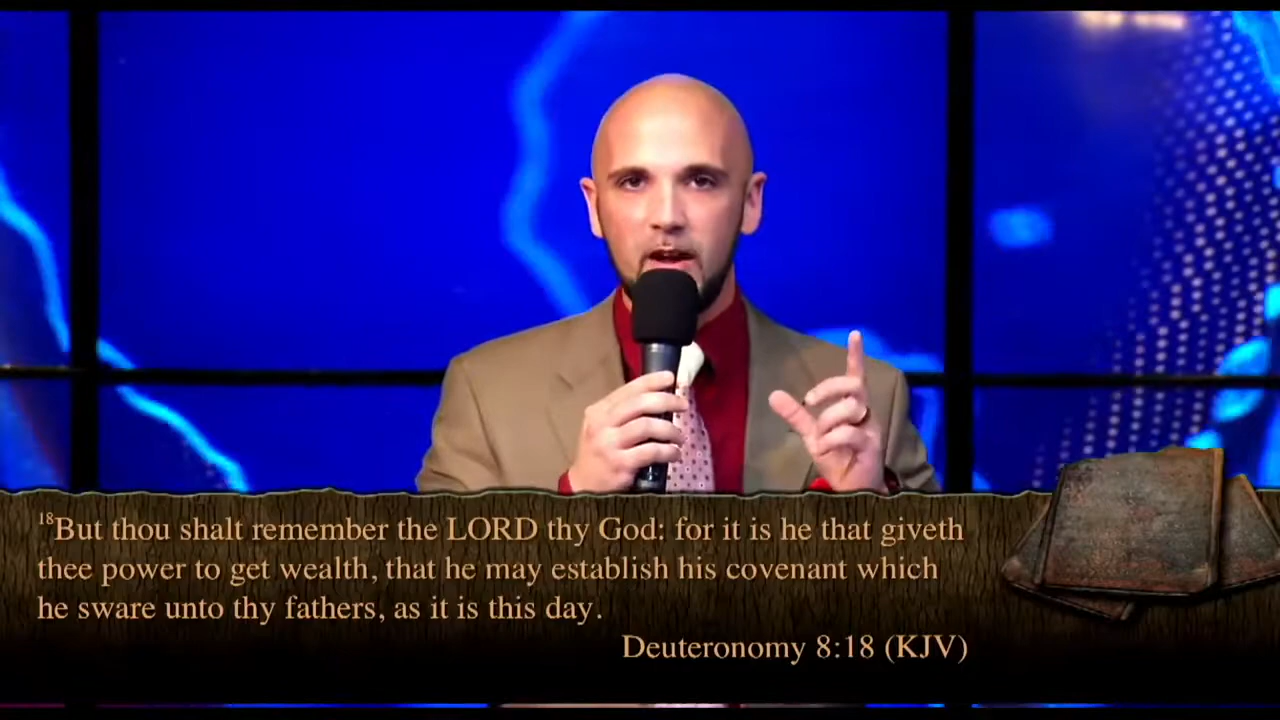 18But thou shalt remember the LORD thy God: for it is he that giveth
thee power to get wealth, that he may establish his covenant which
he sware unto thy fathers, as it is this day.
Deuteronomy 8:18 (KJV)